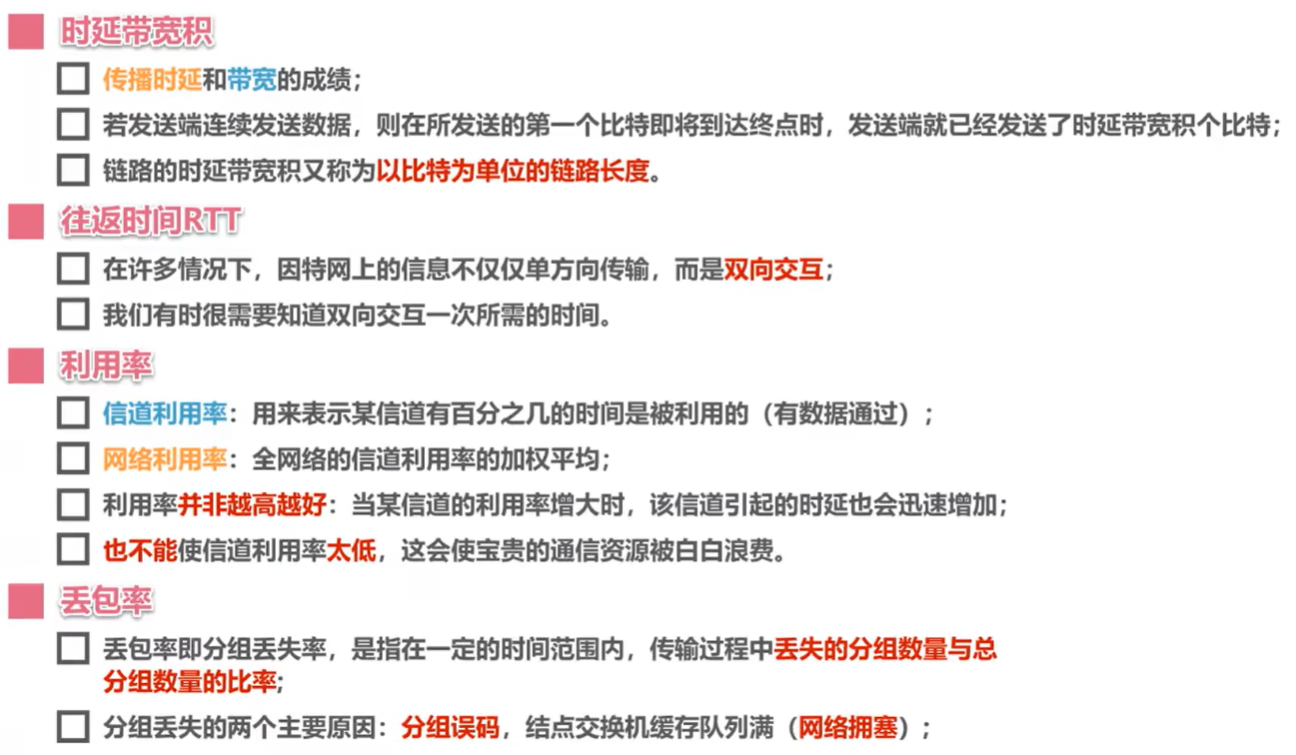 时延带宽积
传播时延和带宽的成绩；
若发送端连续发送数据，则在所发送的第一个比特即将到达终点时，发送端就已经发送了时延带宽积个比特；
链路的时延带宽积又称为以比特为单位的链路长度。
往返时间RTT
在许多情况下，因特网上的信息不仅仅单方向传输，而是双向交互；
我们有时很需要知道双向交互一次所需的时间。
利用率
信道利用率：用来表示某信道有百分之几的时间是被利用的（有数据通过）；
网络利用率：全网络的信道利用率的加权平均；
利用率并非越高越好：当某信道的利用率增大时，该信道引起的时延也会迅速增加；
也不能使信道利用率太低，这会使宝贵的通信资源被白白浪费。
丢包率
丢包率即分组丢失率，是指在一定的时间范围内，传输过程中丢失的分组数量与总
分组数量的比率;
分组丢失的两个主要原因：分组误码，结点交换机缓存队列满（网络拥塞）；